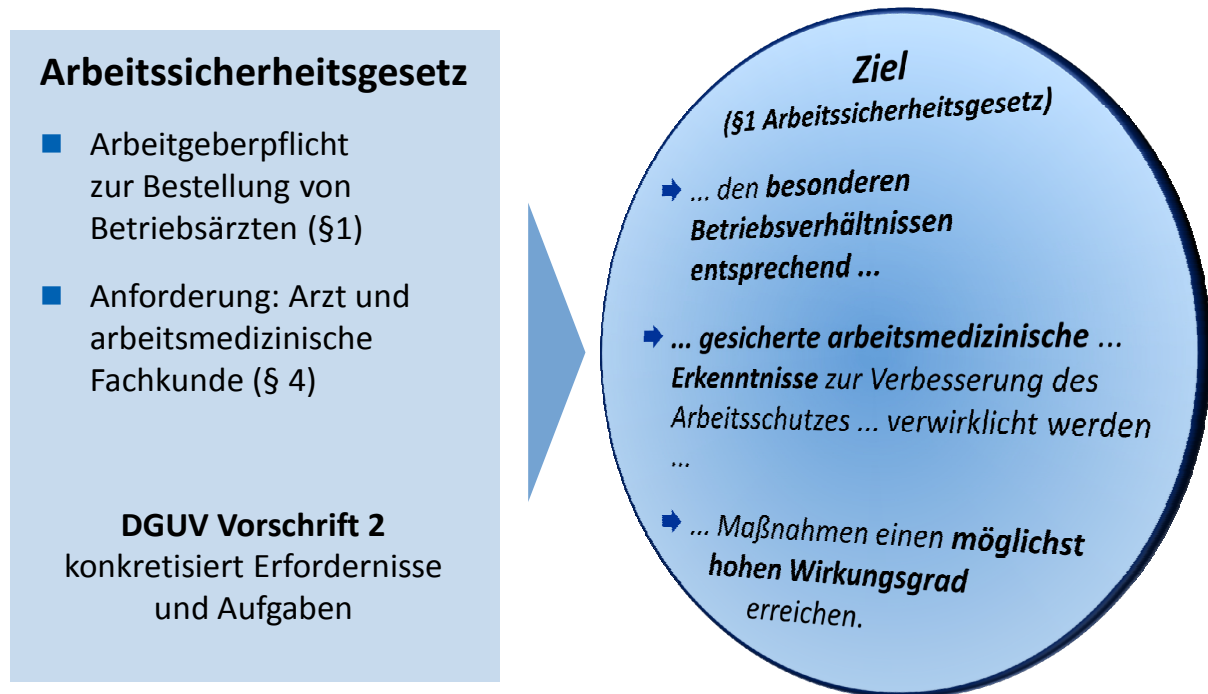 Arbeitssicherheitsgesetz
Arbeitgeberpflicht
zur Bestellung von
Betriebsärzten (§1)
Anforderung: Arzt und
arbeitsmedizinische
Fachkunde (§ 4)
DGUV Vorschrift 2
konkretisiert Erfordernisse
und Aufgaben
Ziel
(§1 Arbeitssicherheitsgesetz)
... den besonderen
Betriebsverhältnissen
entsprechend ...
... gesicherte arbeitsmedizinische ...
Erkenntnisse zur Verbesserung des
Arbeitsschutzes ... verwirklicht werden
...
... Maßnahmen einen möglichst
hohen Wirkungsgrad
erreichen.